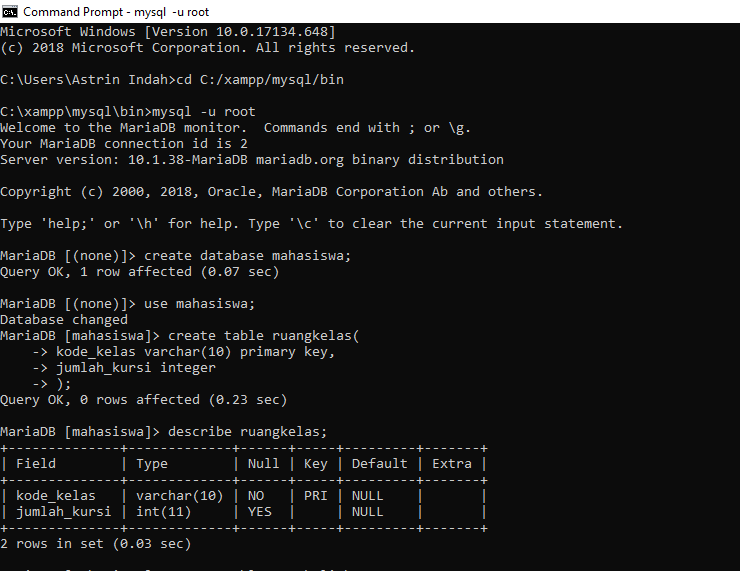 Command Prompt - mysql -u root
Microsoft Windows [Version 10.0.17134.648]
(c) 2018 Microsoft Corporation. All rights reserved.
C:\Users\Astrin Indah>cd C:/xampp/mysql/bin
C:\xampp\mysql\bin>mysql -u root
Welcome to the MariaDB monitor.  Commands end with ; or \g.
Your MariaDB connection id is 2
Server version: 10.1.38-MariaDB mariadb.org binary distribution
Copyright (c) 2000, 2018, Oracle, MariaDB Corporation Ab and others.
Type 'help;' or '\h' for help. Type '\c' to clear the current input statement.
MariaDB [(none)]> create database mahasiswa;
Query OK, 1 row affected (0.07 sec)
MariaDB [(none)]> use mahasiswa;
Database changed
MariaDB [mahasiswa]> create table ruangkelas(
    -> kode_kelas varchar(10) primary key,
    -> jumlah_kursi integer
    -> );
Query OK, 0 rows affected (0.23 sec)
MariaDB [mahasiswa]> describe ruangkelas;
+--------------+-------------+------+-----+---------+-------+
| Field        | Type        | Null | Key | Default | Extra |
+--------------+-------------+------+-----+---------+-------+
| kode_kelas   | varchar(10) | NO   | PRI | NULL    |       |
| jumlah_kursi | int(11)     | YES  |     | NULL    |       |
+--------------+-------------+------+-----+---------+-------+
2 rows in set (0.03 sec)